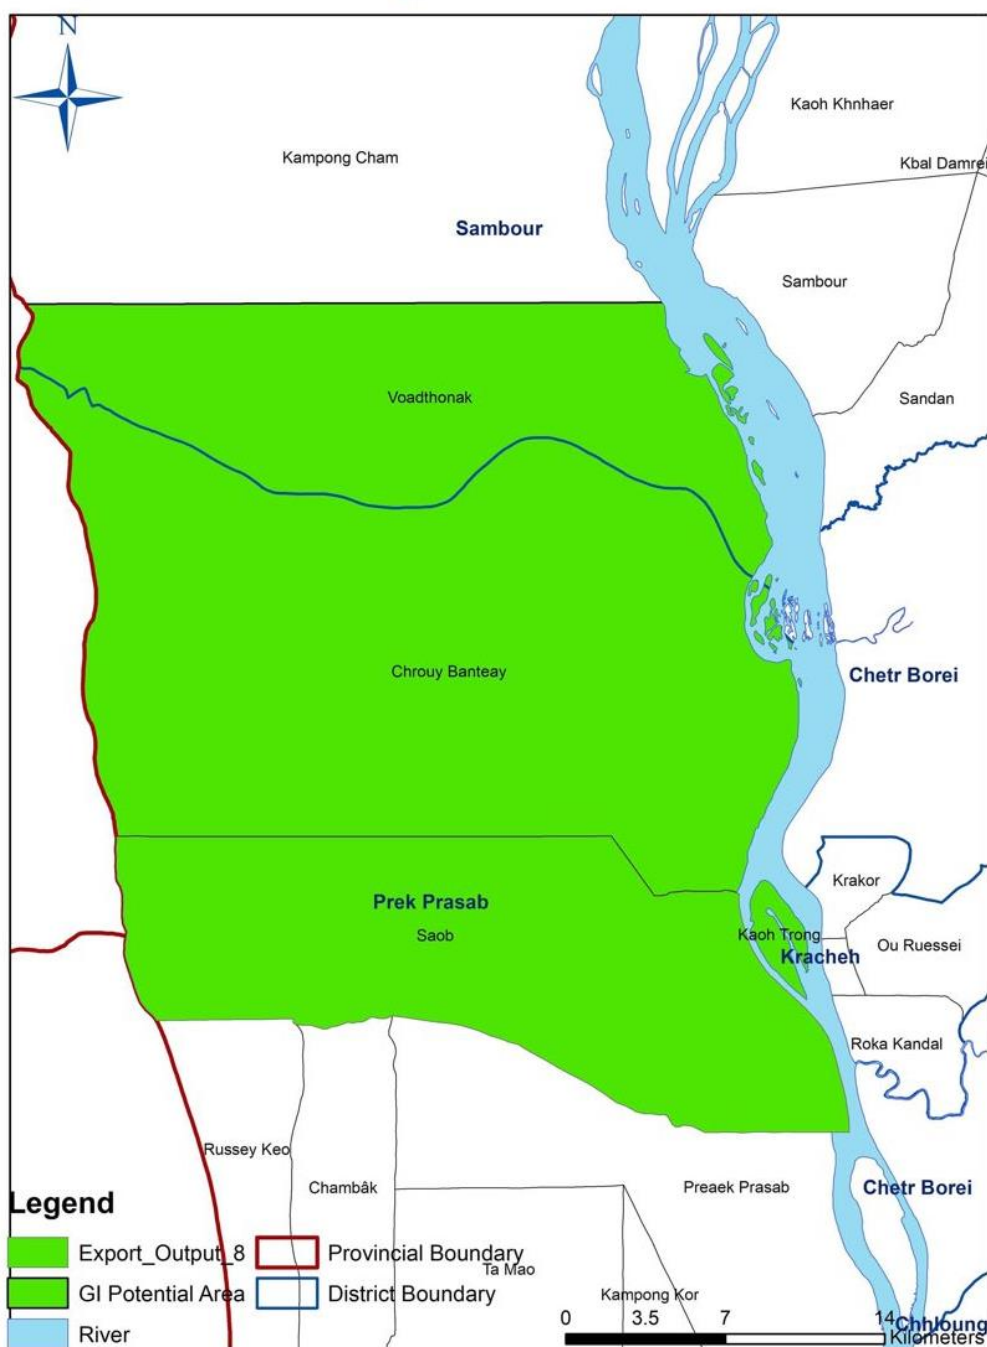 N
Kaoh Khnhaer
Kampong Cham
Kbal Damrei
Sambour
Sambour
Voadthonak
Sandan
Chrouy Banteay
Chetr Borei
Krakor
Prek Prasab
Saob
Kaoh Trong
Ou Ruessei
Kracheh
Roka Kandal
Russey Keo
Chambâk
Preaek Prasab
Chetr Borei
Legend
Export_Output_8
Provincial Boundary
Ta Mao
GI Potential Area
District Boundary
Kampong Kor
River
0 3.5 7 14
Chhloung
Kilometers